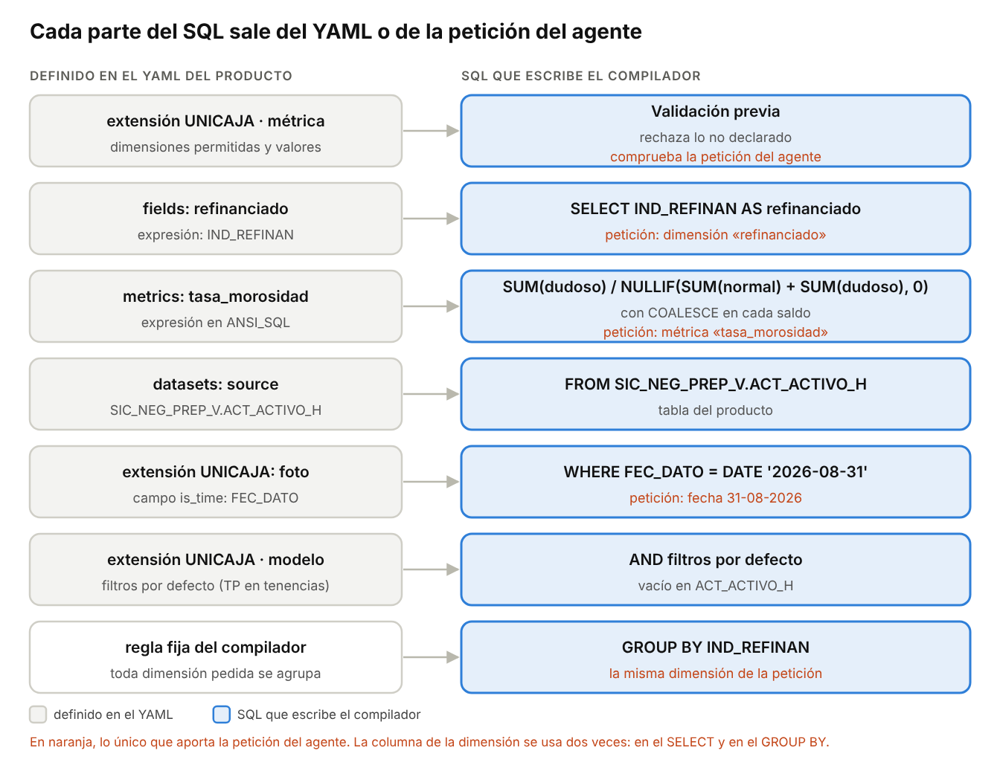 Cada parte del SQL sale del YAML o de la petición del agente
DEFINIDO EN EL YAML DEL PRODUCTO
SQL QUE ESCRIBE EL COMPILADOR
extensión UNICAJA · métrica
dimensiones permitidas y valores
Validación previa
rechaza lo no declarado
comprueba la petición del agente
fields: refinanciado
expresión: IND_REFINAN
SELECT IND_REFINAN AS refinanciado
petición: dimensión «refinanciado»
metrics: tasa_morosidad
expresión en ANSI_SQL
SUM(dudoso) / NULLIF(SUM(normal) + SUM(dudoso), 0)
con COALESCE en cada saldo
petición: métrica «tasa_morosidad»
datasets: source
SIC_NEG_PREP_V.ACT_ACTIVO_H
FROM SIC_NEG_PREP_V.ACT_ACTIVO_H
tabla del producto
extensión UNICAJA: foto
campo is_time: FEC_DATO
WHERE FEC_DATO = DATE '2026-08-31'
petición: fecha 31-08-2026
extensión UNICAJA · modelo
filtros por defecto (TP en tenencias)
AND filtros por defecto
vacío en ACT_ACTIVO_H
regla fija del compilador
toda dimensión pedida se agrupa
GROUP BY IND_REFINAN
la misma dimensión de la petición
definido en el YAML
SQL que escribe el compilador
En naranja, lo único que aporta la petición del agente. La columna de la dimensión se usa dos veces: en el SELECT y en el GROUP BY.